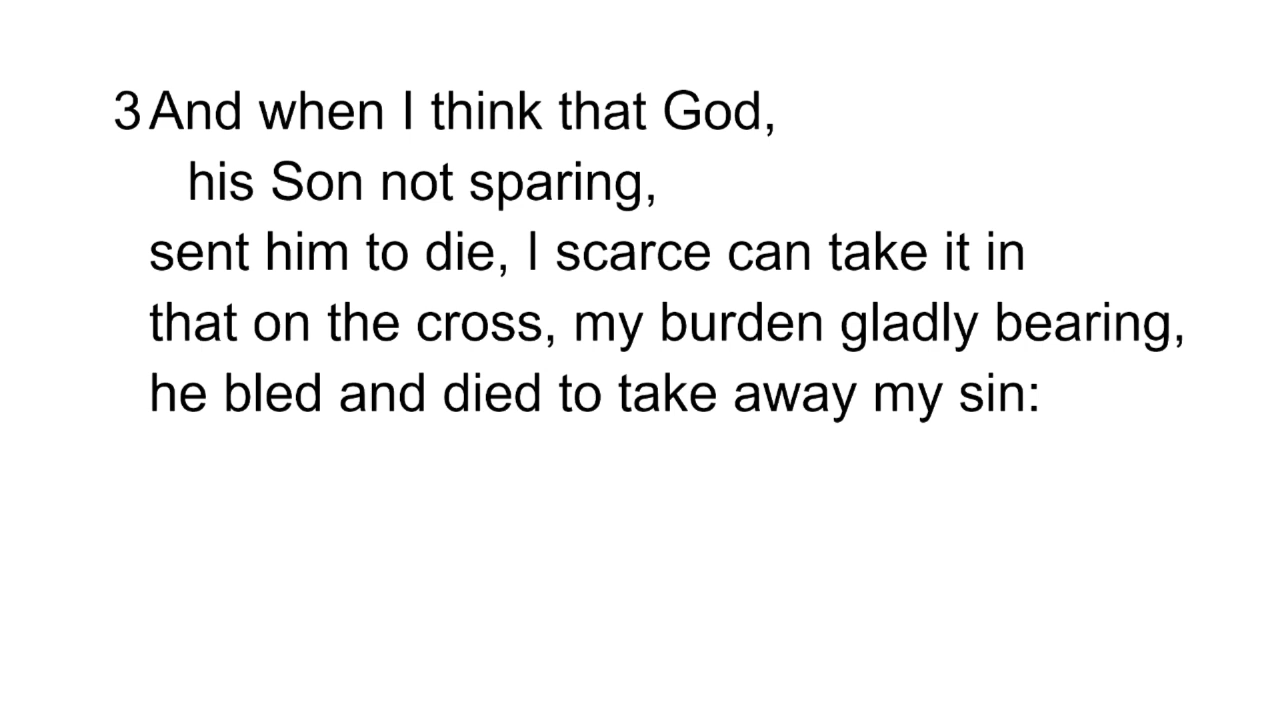 3 And when I think that God,
his Son not sparing,
sent him to die, I scarce can take it in
that on the cross, my burden gladly bearing,
he bled and died to take away my sin: